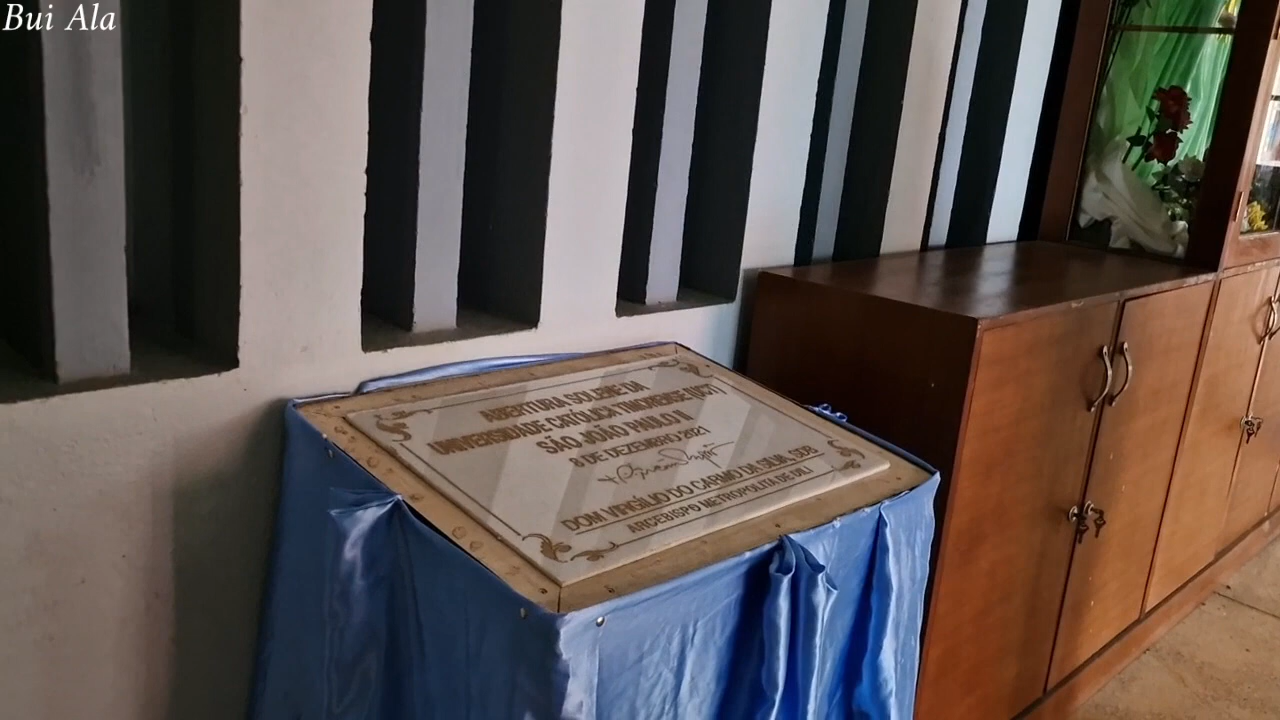 Bui Ala
ABERTURA SOLENE DA
UNIVERSIDADE CATÓLICA TIMORENSE (UCT)
SÃO JOÃO PAULO II
8 DE DEZEMBRO 2021
DOM VIRGÍLIO DO CARMO DA SILVA, SDB
ARCEBISPO METROPOLITA DE DILI